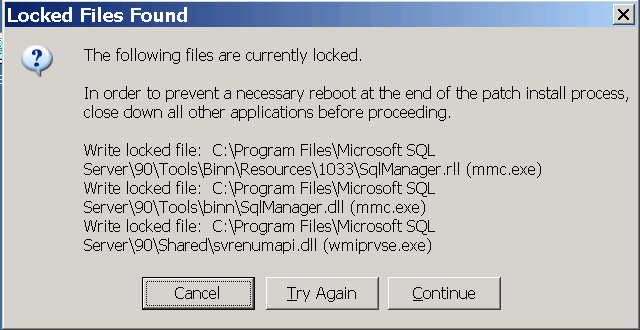 Locked Files Found
The following files are currently locked.
In order to prevent a necessary reboot at the end of the patch install process,
close down all other applications before proceeding.
Write locked file:  C:\Program Files\Microsoft SQL
Server\90\Tools\Binn\Resources\1033\SqlManager.rll (mmc.exe)
Write locked file:  C:\Program Files\Microsoft SQL
Server\90\Tools\binn\SqlManager.dll (mmc.exe)
Write locked file:  C:\Program Files\Microsoft SQL
Server\90\Shared\svrenumapi.dll (wmiprvse.exe)
Cancel
Try Again
Continue